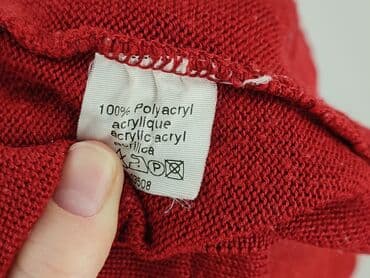 100% Polyacryl
acrylique
acrylic acryl
acrilica
P